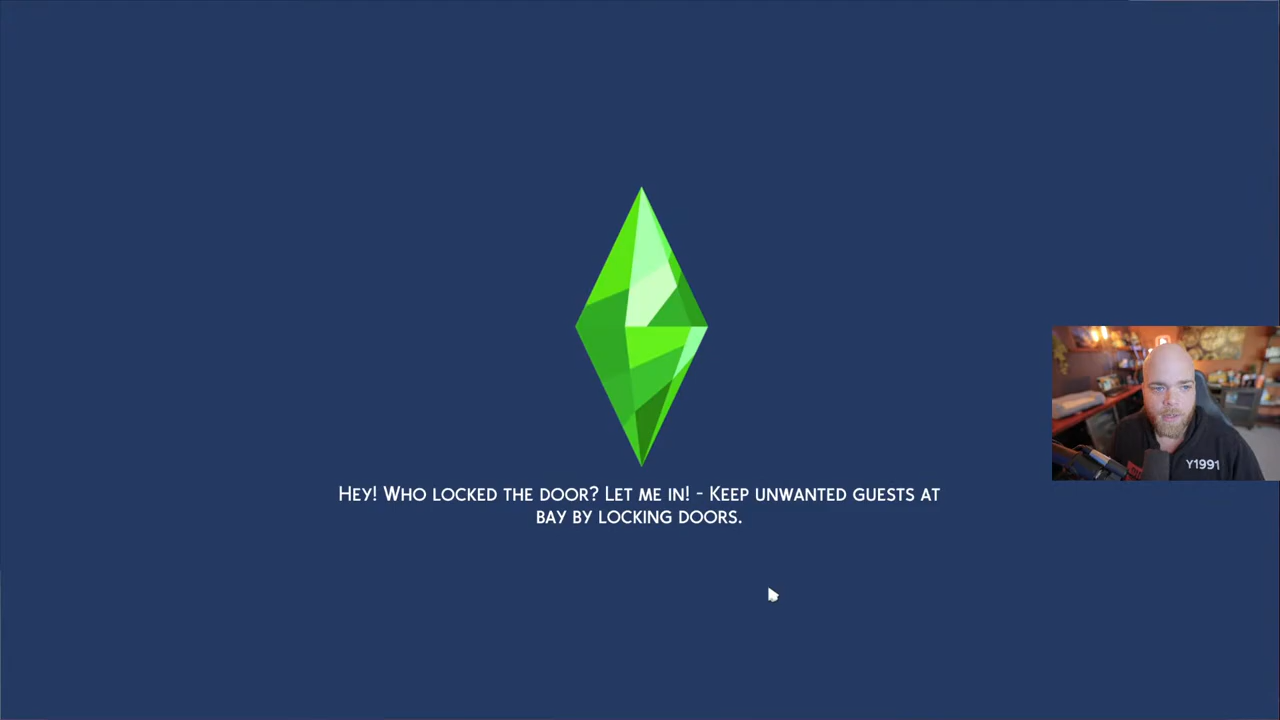 HEY! WHO LOCKED THE DOOR? LET ME IN! - KEEP UNWANTED GUESTS AT
BAY BY LOCKING DOORS.
Y1991